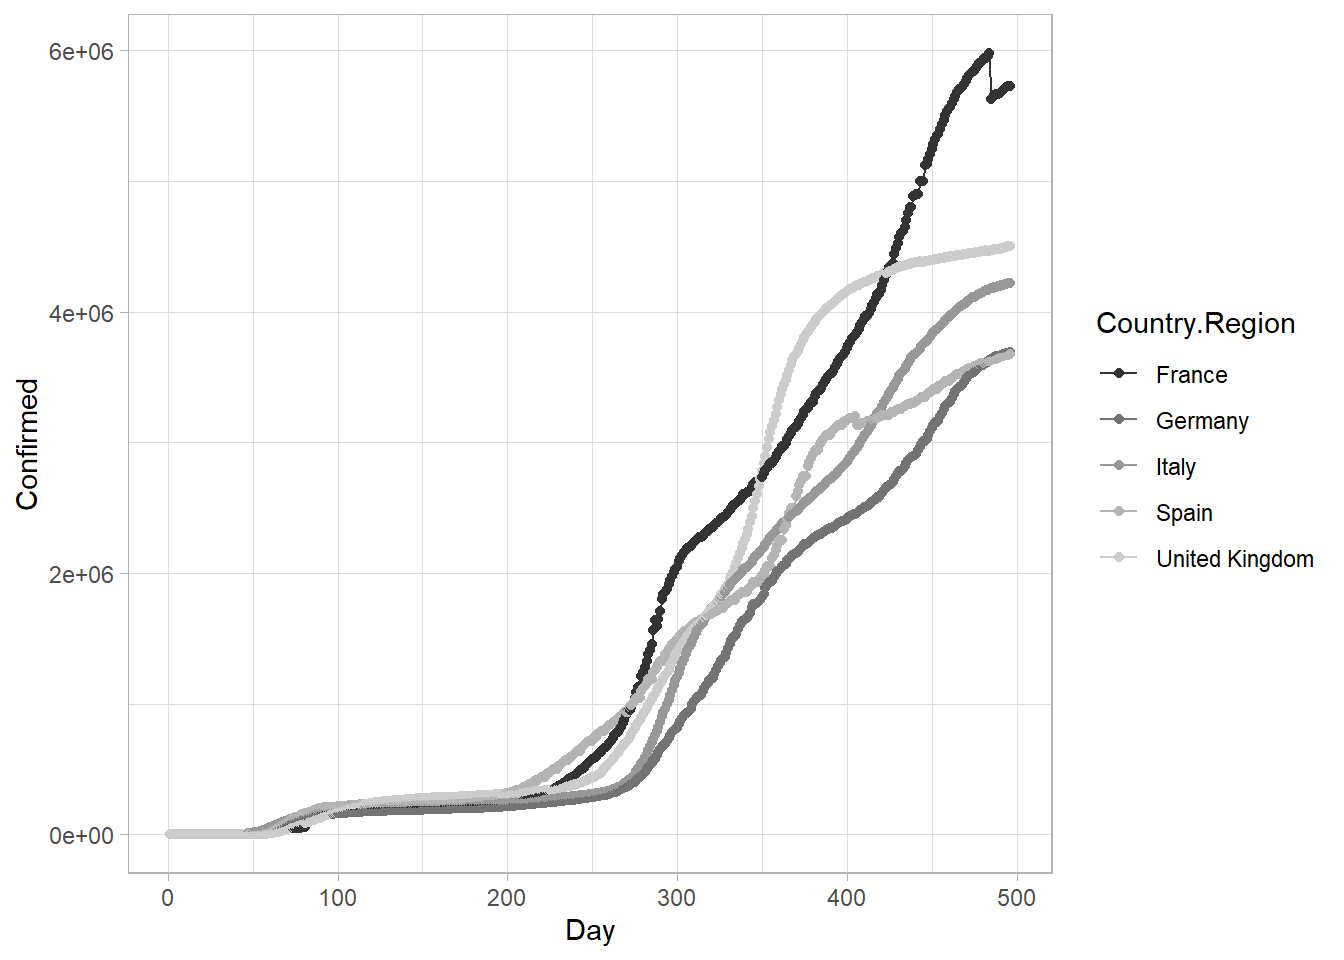 6e+06
4e+06
2e+06
0e+00
Confirmed
0 100 200 300 400 500
Day
Country.Region
France
Germany
Italy
Spain
United Kingdom